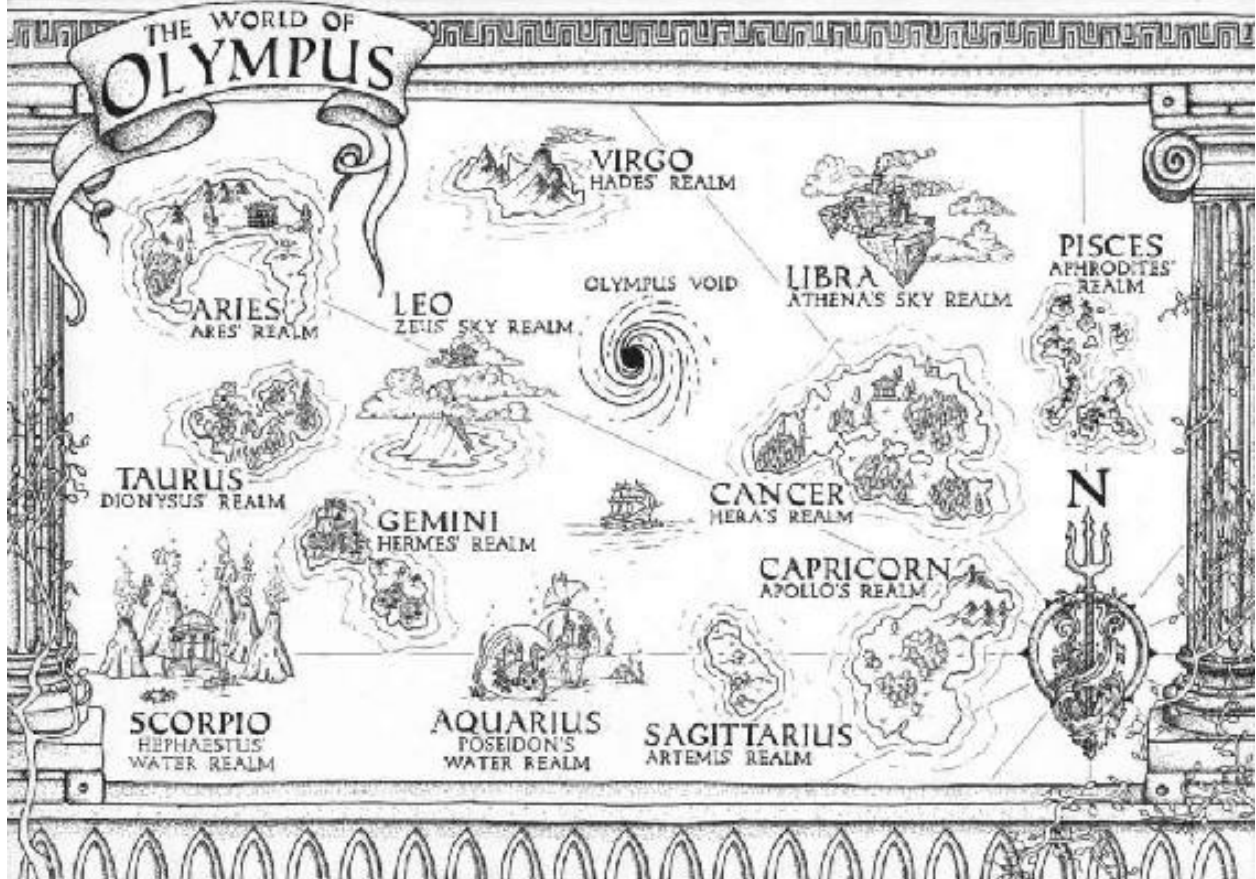 THE WORLD OF
OLYMPUS
VIRGO
HADES' REALM
ARIES
ARES' REALM
LEO
ZEUS' SKY REALM
OLYMPUS VOID
LIBRA
ATHENA'S SKY REALM
PISCES
APHRODITES'
REALM
TAURUS
DIONYSUS' REALM
GEMINI
HERMES' REALM
CANCER
HERA'S REALM
N
CAPRICORN
APOLLO'S REALM
SCORPIO
HEPHAESTUS'
WATER REALM
AQUARIUS
POSEIDON'S
WATER REALM
SAGITTARIUS
ARTEMIS' REALM